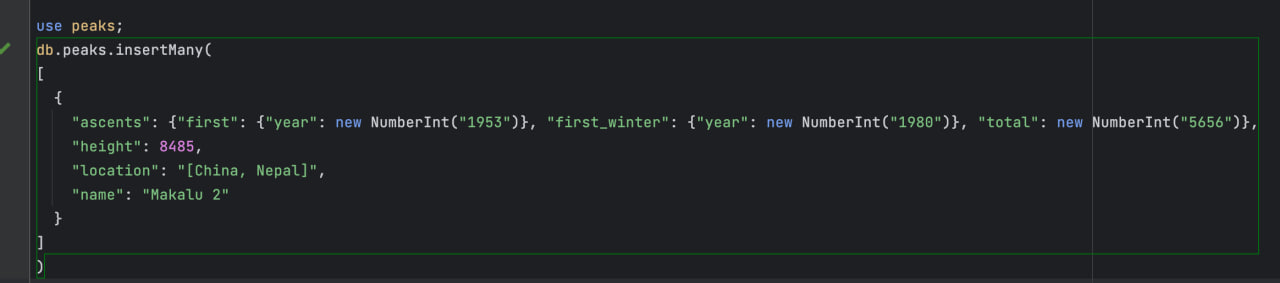 use peaks;
db.peaks.insertMany(
[
  {
    "ascents": {"first": {"year": new NumberInt("1953")}, "first_winter": {"year": new NumberInt("1980")}, "total": new NumberInt("5656")},
    "height": 8485,
    "location": "[China, Nepal]",
    "name": "Makalu 2"
  }
]
)